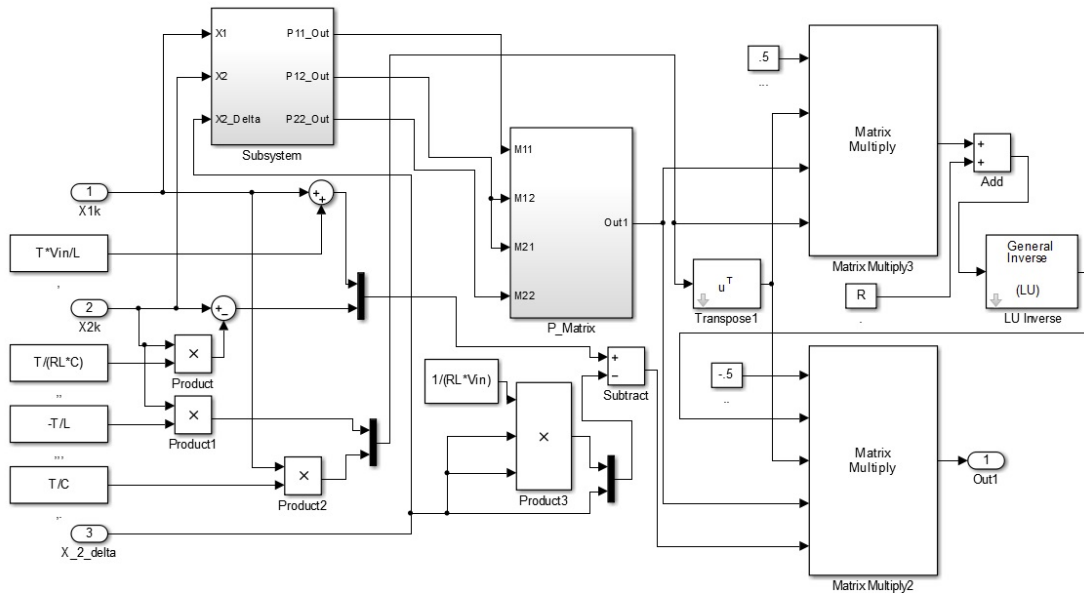 X1
X2
X2_Delta
P11_Out
P12_Out
P22_Out
Subsystem
1
X1k
T*Vin/L
,
2
X2k
T/(RL*C)
,,
-T/L
,,,
T/C
,.
3
X_2_delta
+
+
+
−
×
Product
×
Product1
×
Product2
M11
M12
M21
M22
Out1
P_Matrix
1/(RL*Vin)
×
Product3
+
−
Subtract
u T
Transpose1
.5
...
Matrix
Multiply
Matrix Multiply3
+
+
Add
R
.
General
Inverse
(LU)
LU Inverse
-.5
..
Matrix
Multiply
Matrix Multiply2
1
Out1